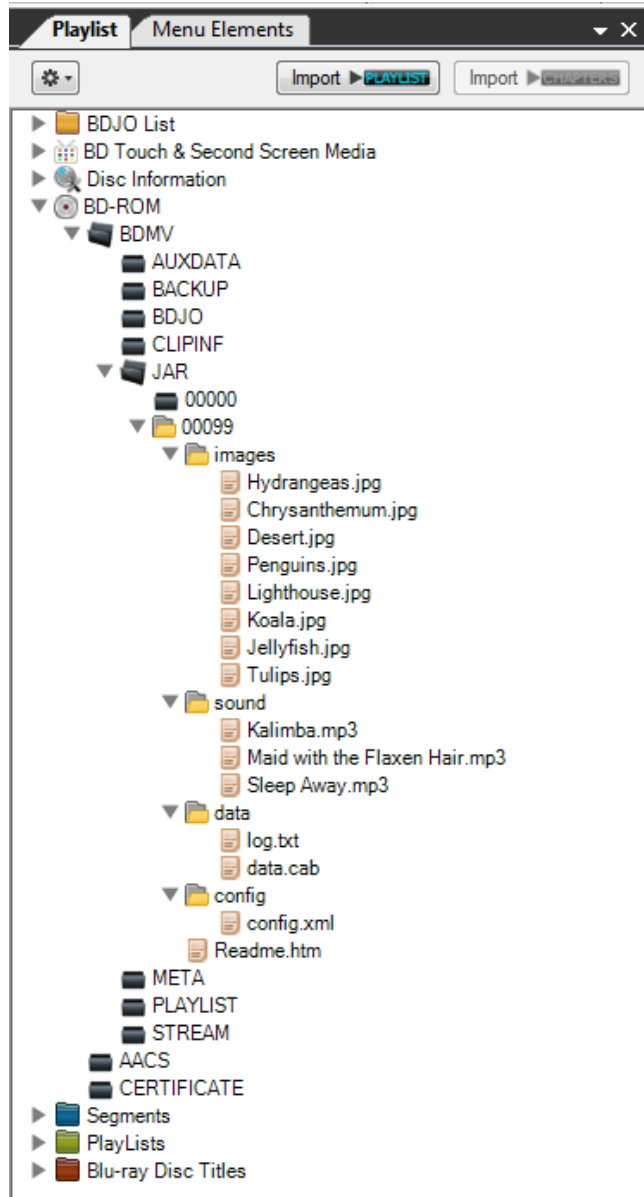 Playlist Menu Elements
Import PLAYLIST Import CHAPTERS
BDJO List
BD Touch & Second Screen Media
Disc Information
BD-ROM
BDMV
AUXDATA
BACKUP
BDJO
CLIPINF
JAR
00000
00099
images
Hydrangeas.jpg
Chrysanthemum.jpg
Desert.jpg
Penguins.jpg
Lighthouse.jpg
Koala.jpg
Jellyfish.jpg
Tulips.jpg
sound
Kalimba.mp3
Maid with the Flaxen Hair.mp3
Sleep Away.mp3
data
log.txt
data.cab
config
config.xml
Readme.htm
META
PLAYLIST
STREAM
AACS
CERTIFICATE
Segments
PlayLists
Blu-ray Disc Titles